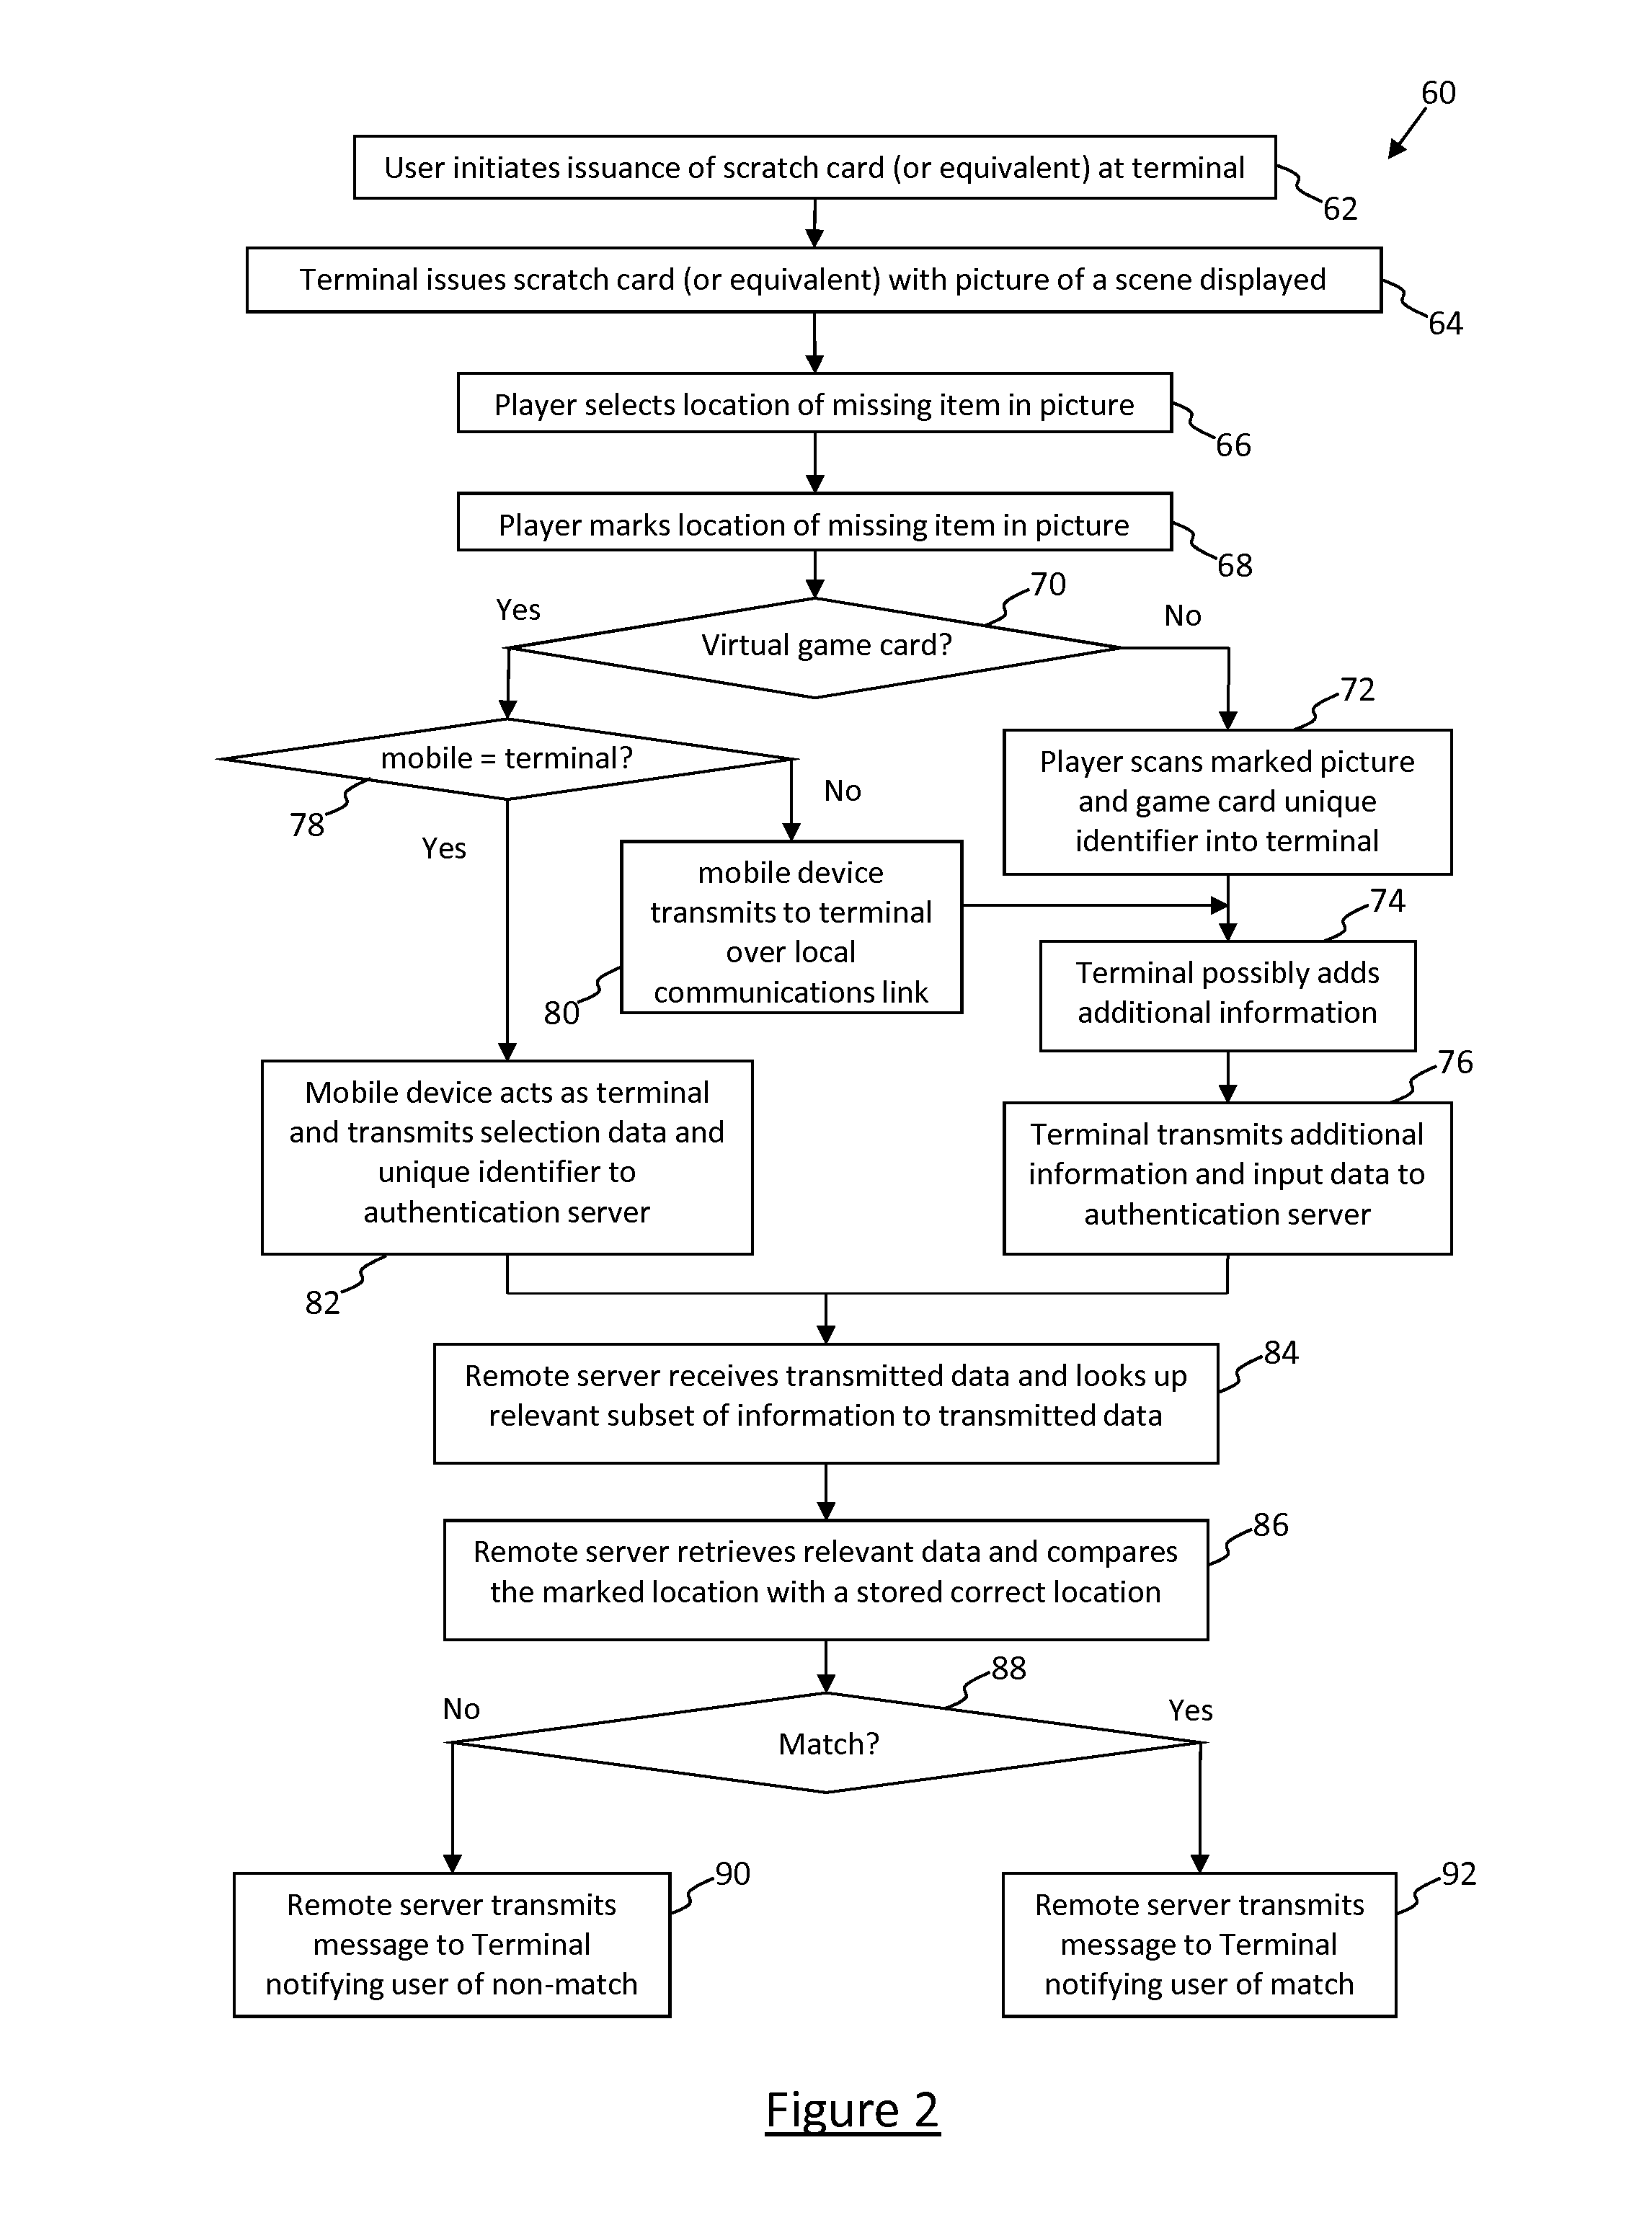 60
User initiates issuance of scratch card (or equivalent) at terminal
62
Terminal issues scratch card (or equivalent) with picture of a scene displayed
64
Player selects location of missing item in picture
66
Player marks location of missing item in picture
68
70
Yes
No
Virtual game card?
72
mobile = terminal?
78
No
Yes
Player scans marked picture
and game card unique
identifier into terminal
mobile device
transmits to terminal
over local
communications link
80
74
Terminal possibly adds
additional information
76
Mobile device acts as terminal
and transmits selection data and
unique identifier to
authentication server
82
Terminal transmits additional
information and input data to
authentication server
84
Remote server receives transmitted data and looks up
relevant subset of information to transmitted data
86
Remote server retrieves relevant data and compares
the marked location with a stored correct location
88
No
Yes
Match?
90
Remote server transmits
message to Terminal
notifying user of non-match
92
Remote server transmits
message to Terminal
notifying user of match
Figure 2